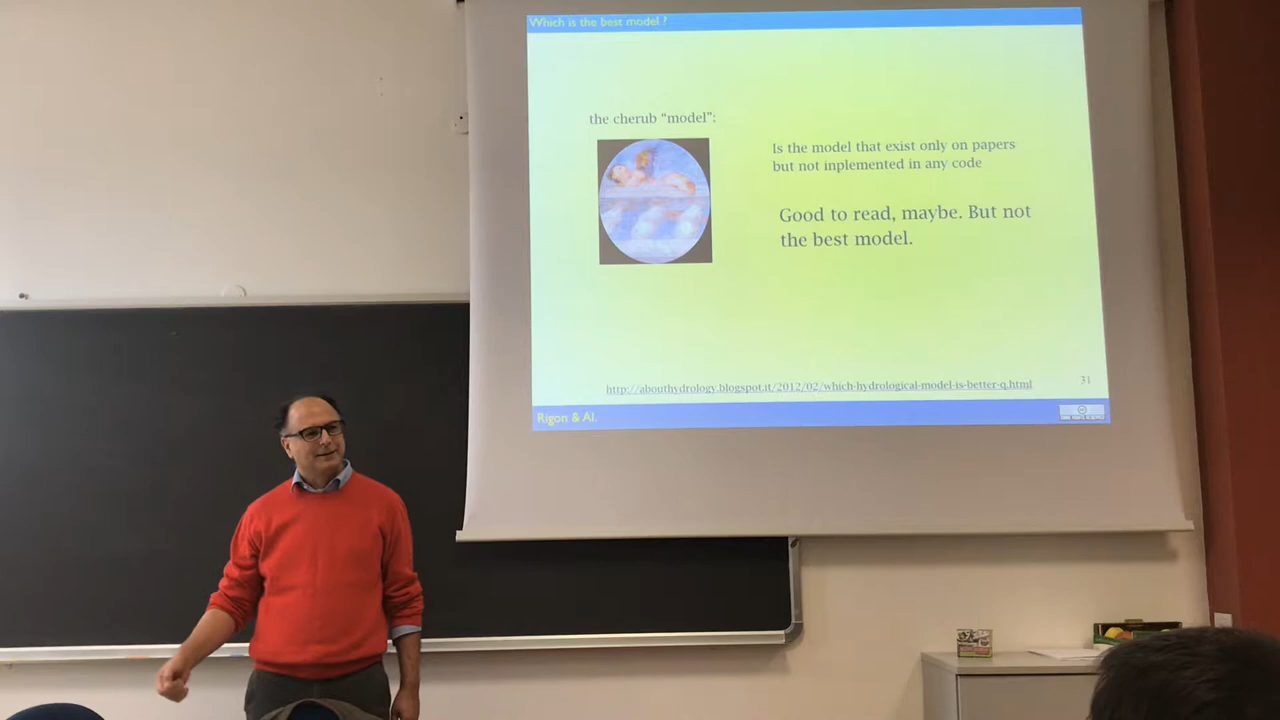 Which is the best model ?
the cherub “model”:
Is the model that exist only on papers
but not inplemented in any code
Good to read, maybe. But not
the best model.
http://abouthydrology.blogspot.it/2012/02/which-hydrological-model-is-better-q.html
31
Rigon & Al.